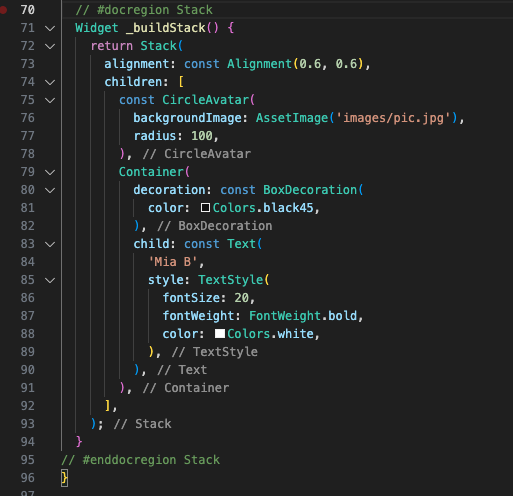 70 // #docregion Stack
71 Widget _buildStack() {
72 return Stack(
73 alignment: const Alignment(0.6, 0.6),
74 children: [
75 const CircleAvatar(
76 backgroundImage: AssetImage('images/pic.jpg'),
77 radius: 100,
78 ), // CircleAvatar
79 Container(
80 decoration: const BoxDecoration(
81 color: Colors.black45,
82 ), // BoxDecoration
83 child: const Text(
84 'Mia B',
85 style: TextStyle(
86 fontSize: 20,
87 fontWeight: FontWeight.bold,
88 color: Colors.white,
89 ), // TextStyle
90 ), // Text
91 ), // Container
92 ],
93 ); // Stack
94 }
95 // #enddocregion Stack
96 }
97